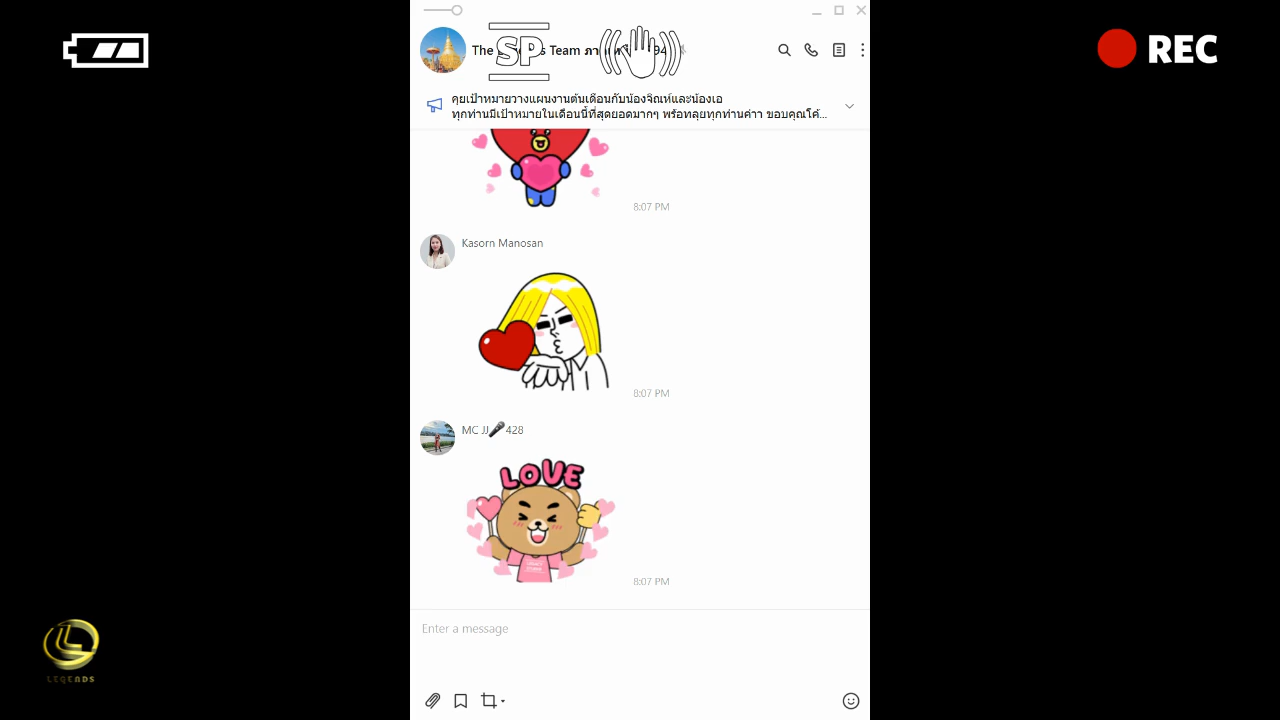 REC
SP
The
s Team
คุยเป้าหมายวางแผนงานต้นเดือนกับน้องจิณห์และน้องเอ
ทุกท่านมีเป้าหมายในเดือนนี้ที่สุดยอดมากๆ พร้อทลุยทุกท่านค่าา ขอบคุณโค้...
8:07 PM
Kasorn Manosan
8:07 PM
MC JJ🎤428
LOVE
8:07 PM
Enter a message
LEGENDS